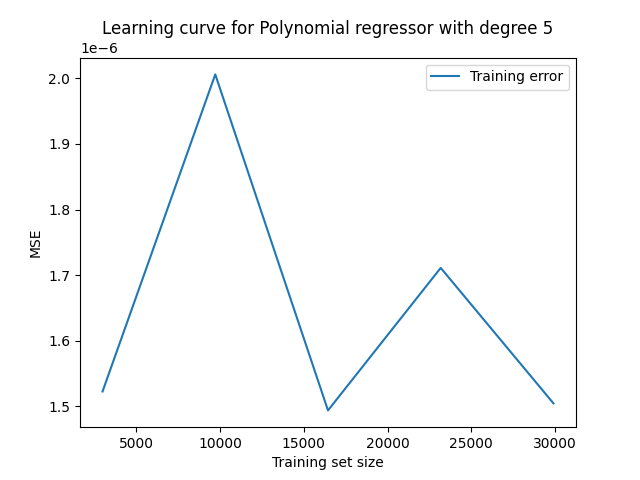 Learning curve for Polynomial regressor with degree 5
1e−6
Training error
2.0
1.9
1.8
1.7
1.6
1.5
MSE
5000 10000 15000 20000 25000 30000
Training set size